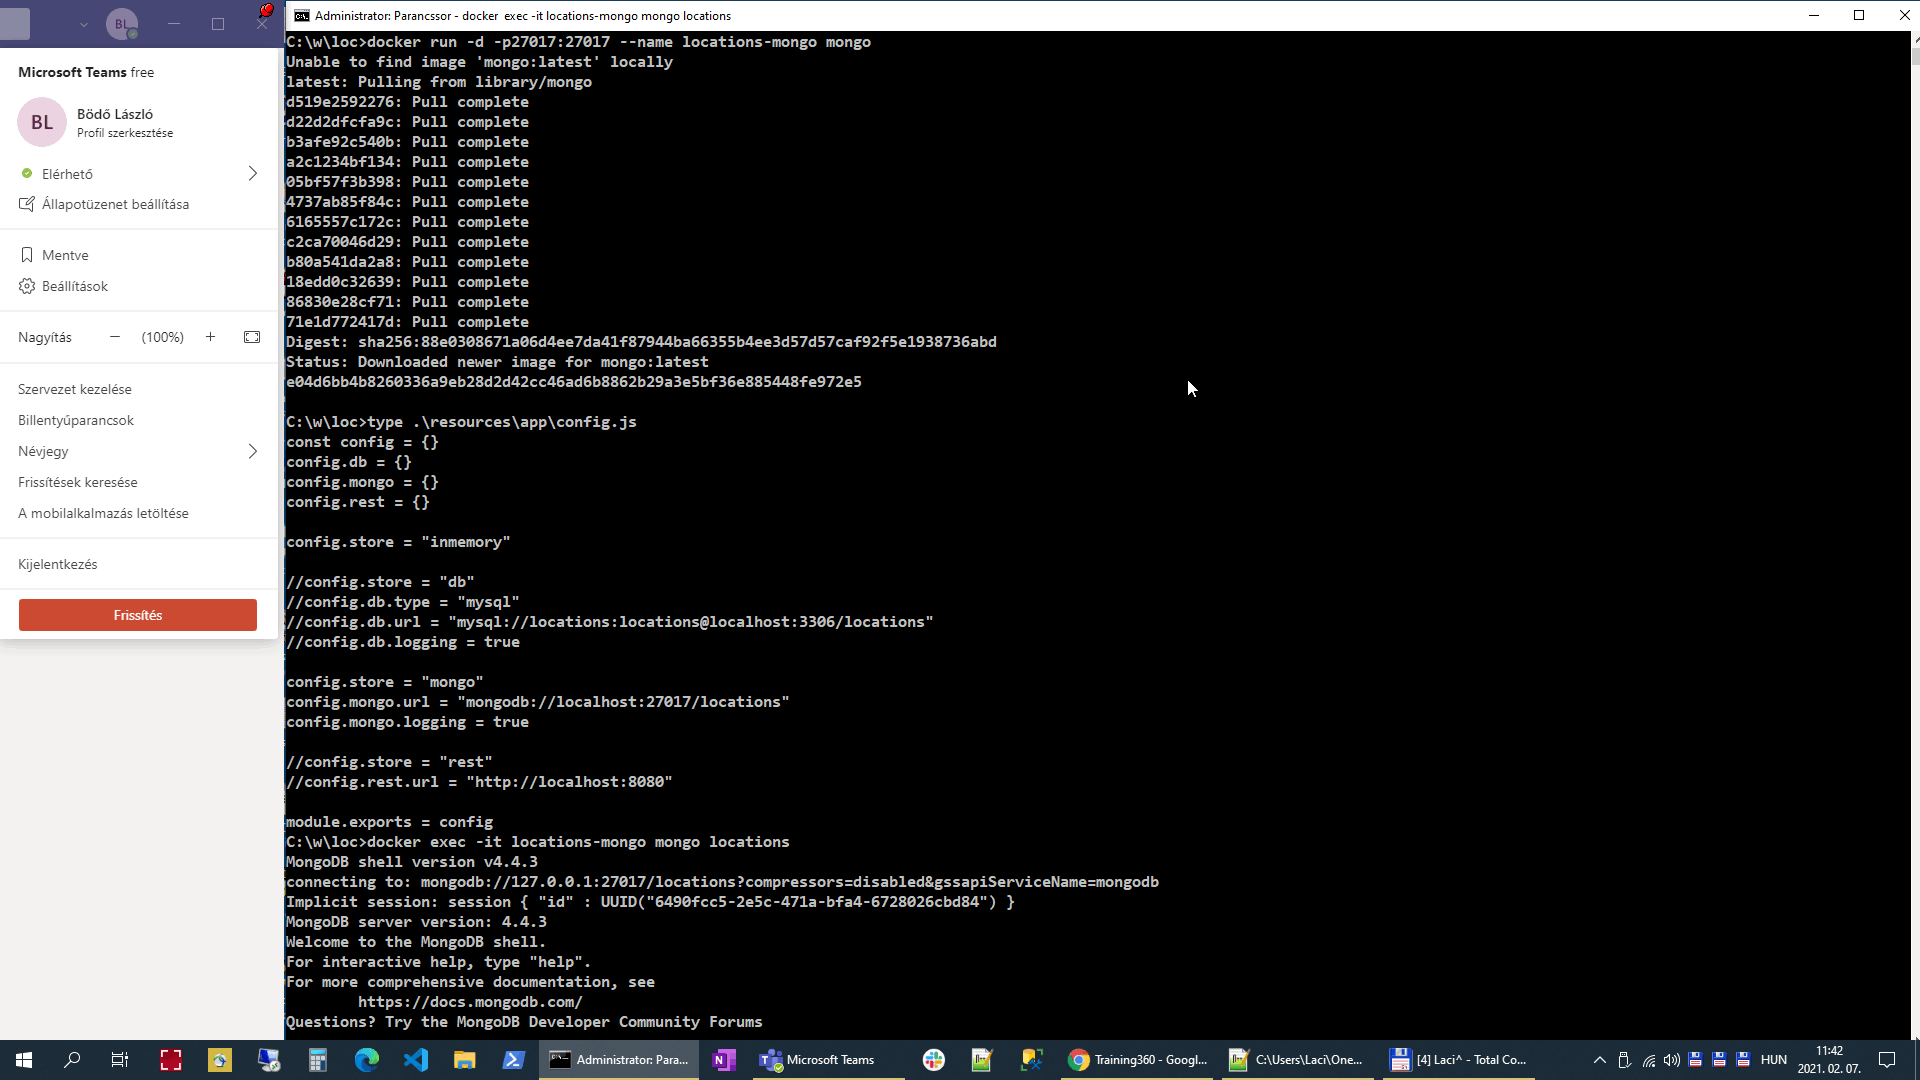 BL
Microsoft Teams free
BL
Bödő László
Profil szerkesztése
Elérhető
Állapotüzenet beállítása
Mentve
Beállítások
Nagyítás
(100%)
Szervezet kezelése
Billentyűparancsok
Névjegy
Frissítések keresése
A mobilalkalmazás letöltése
Kijelentkezés
Frissítés
Administrator: Parancssor - docker exec -it locations-mongo mongo locations
C:\w\loc>docker run -d -p27017:27017 --name locations-mongo mongo
Unable to find image 'mongo:latest' locally
latest: Pulling from library/mongo
d519e2592276: Pull complete
d22d2dfcfa9c: Pull complete
b3afe92c540b: Pull complete
a2c1234bf134: Pull complete
05bf57f3b398: Pull complete
4737ab85f84c: Pull complete
6165557c172c: Pull complete
c2ca70046d29: Pull complete
b80a541da2a8: Pull complete
18edd0c32639: Pull complete
86830e28cf71: Pull complete
71e1d772417d: Pull complete
Digest: sha256:88e0308671a06d4ee7da41f87944ba66355b4ee3d57d57caf92f5e1938736abd
Status: Downloaded newer image for mongo:latest
e04d6bb4b8260336a9eb28d2d42cc46ad6b8862b29a3e5bf36e885448fe972e5
C:\w\loc>type .\resources\app\config.js
const config = {}
config.db = {}
config.mongo = {}
config.rest = {}
config.store = "inmemory"
//config.store = "db"
//config.db.type = "mysql"
//config.db.url = "mysql://locations:locations@localhost:3306/locations"
//config.db.logging = true
config.store = "mongo"
config.mongo.url = "mongodb://localhost:27017/locations"
config.mongo.logging = true
//config.store = "rest"
//config.rest.url = "http://localhost:8080"
module.exports = config
C:\w\loc>docker exec -it locations-mongo mongo locations
MongoDB shell version v4.4.3
connecting to: mongodb://127.0.0.1:27017/locations?compressors=disabled&gssapiServiceName=mongodb
Implicit session: session { "id" : UUID("6490fcc5-2e5c-471a-bfa4-6728026cbd84") }
MongoDB server version: 4.4.3
Welcome to the MongoDB shell.
For interactive help, type "help".
For more comprehensive documentation, see
https://docs.mongodb.com/
Questions? Try the MongoDB Developer Community Forums
Administrator: Para...
Microsoft Teams
Training360 - Googl...
C:\Users\Laci\One...
[4] Laci^ - Total Co...
HUN
11:42
2021. 02. 07.